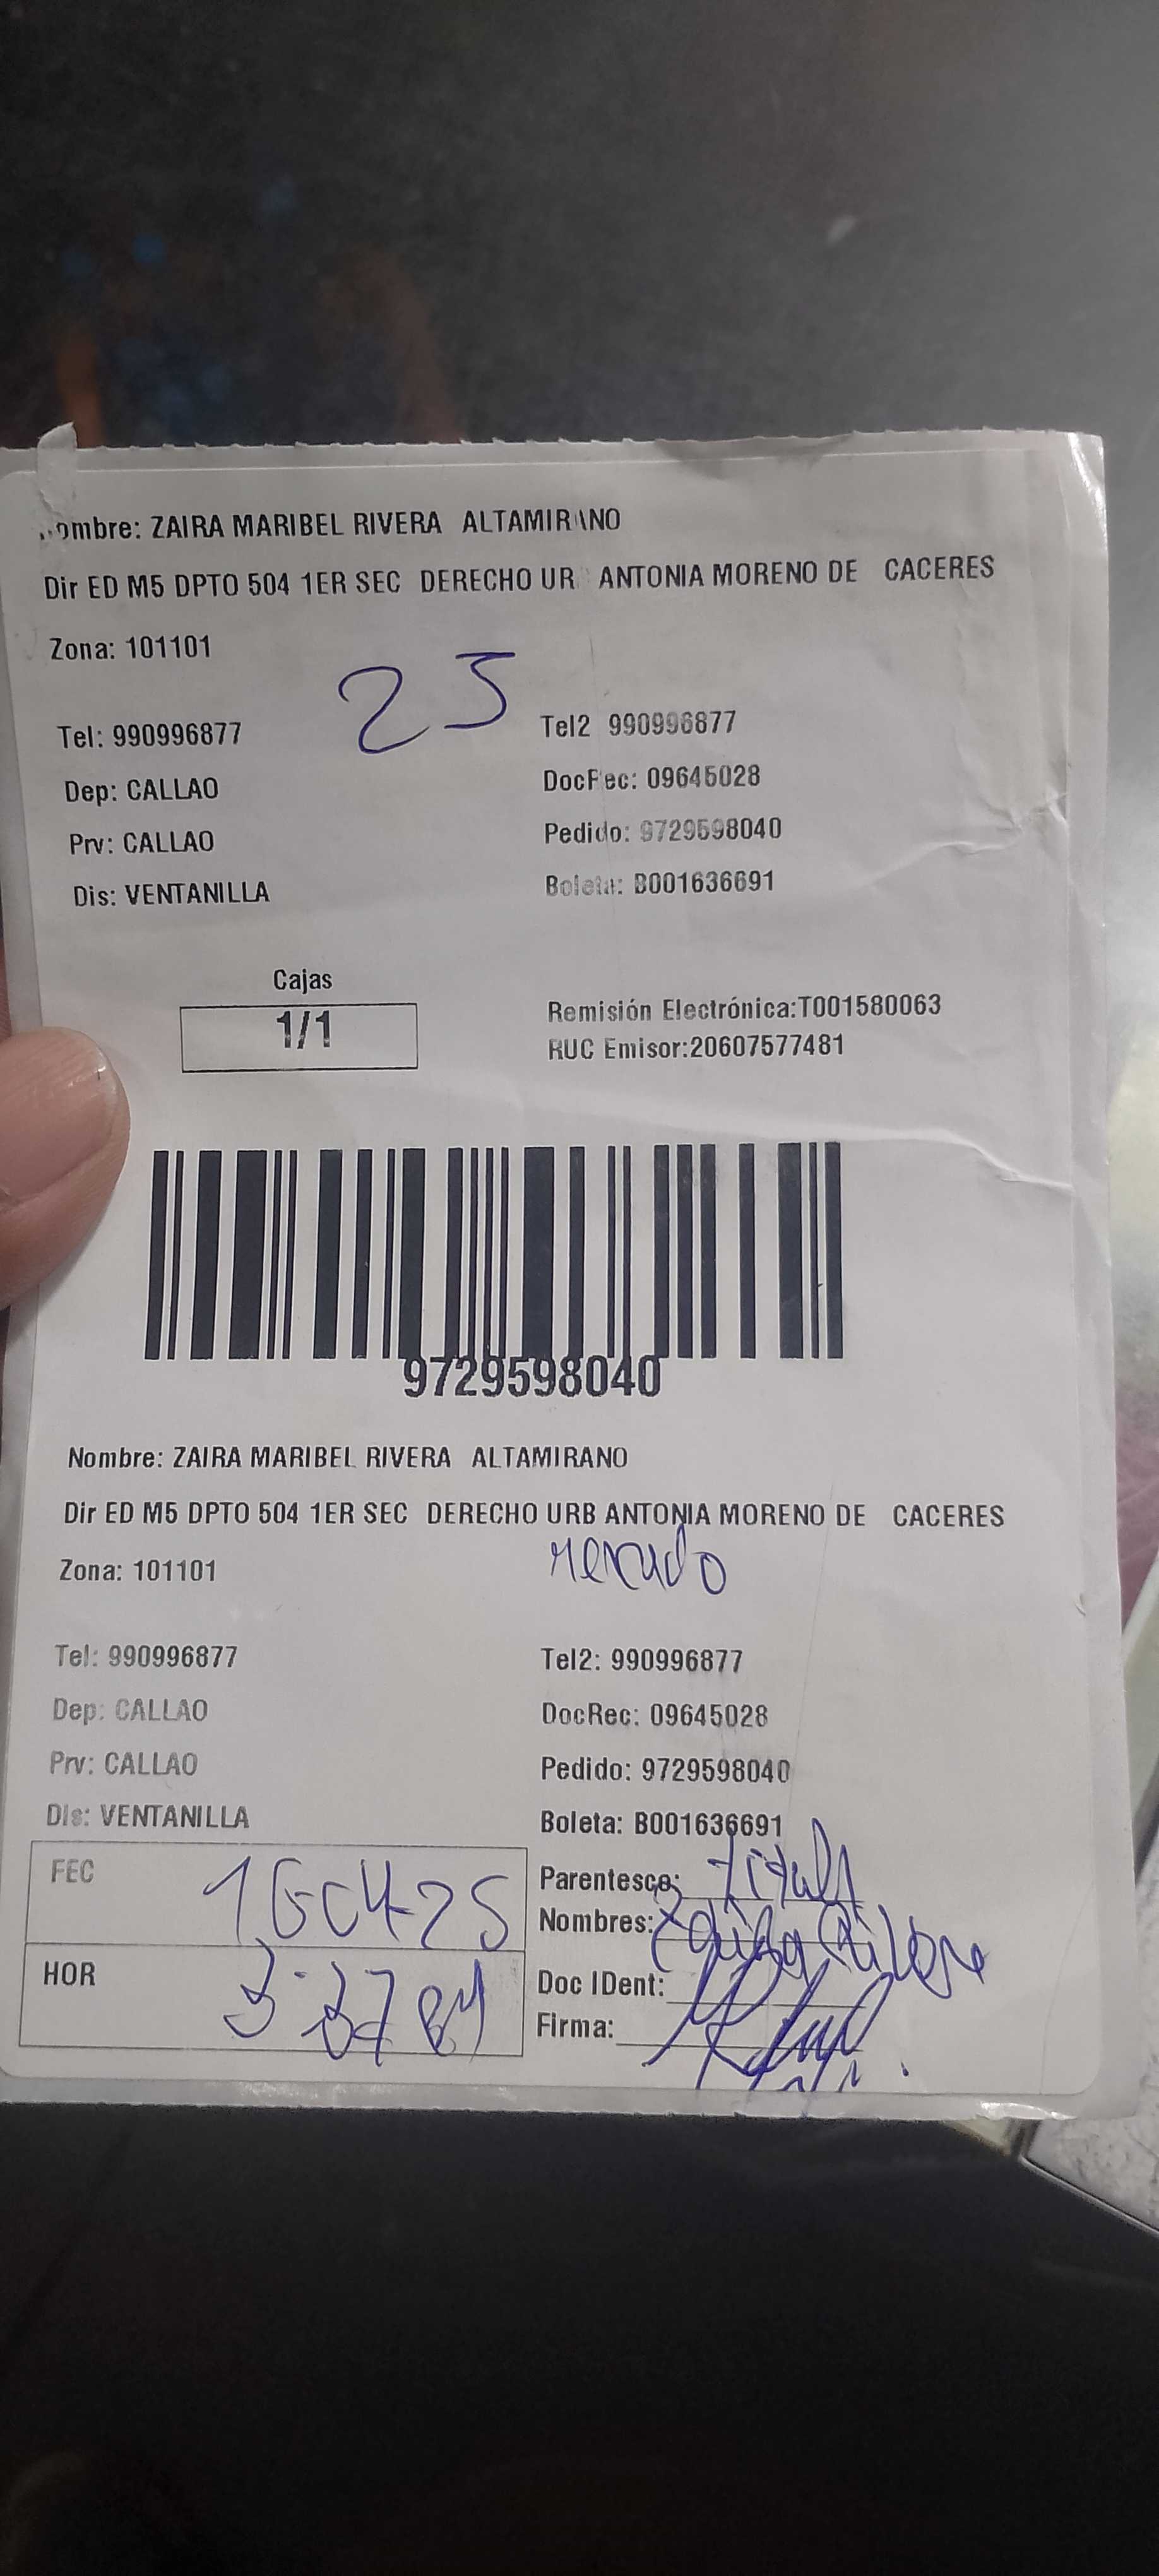 ombre: ZAIRA MARIBEL RIVERA ALTAMIRANO
Dir ED M5 DPTO 504 1ER SEC DERECHO UR ANTONIA MORENO DE CACERES
Zona: 101101
25
Tel: 990996877 Tel2 990996877
Dep: CALLAO DocRec: 09645028
Prv: CALLAO Pedido: 9729598040
Dis: VENTANILLA Boleta: B001636691
Cajas
1/1
Remisión Electrónica:T001580063
RUC Emisor:20607577481
9729598040
Nombre: ZAIRA MARIBEL RIVERA ALTAMIRANO
Dir ED M5 DPTO 504 1ER SEC DERECHO URB ANTONIA MORENO DE CACERES
Zona: 101101
Tel: 990996877 Tel2: 990996877
Dep: CALLAO DocRec: 09645028
Prv: CALLAO Pedido: 9729598040
Dis: VENTANILLA Boleta: B001636691
FEC
HOR
Parentesco:
Nombres: Zaira
Doc IDent:
Firma: